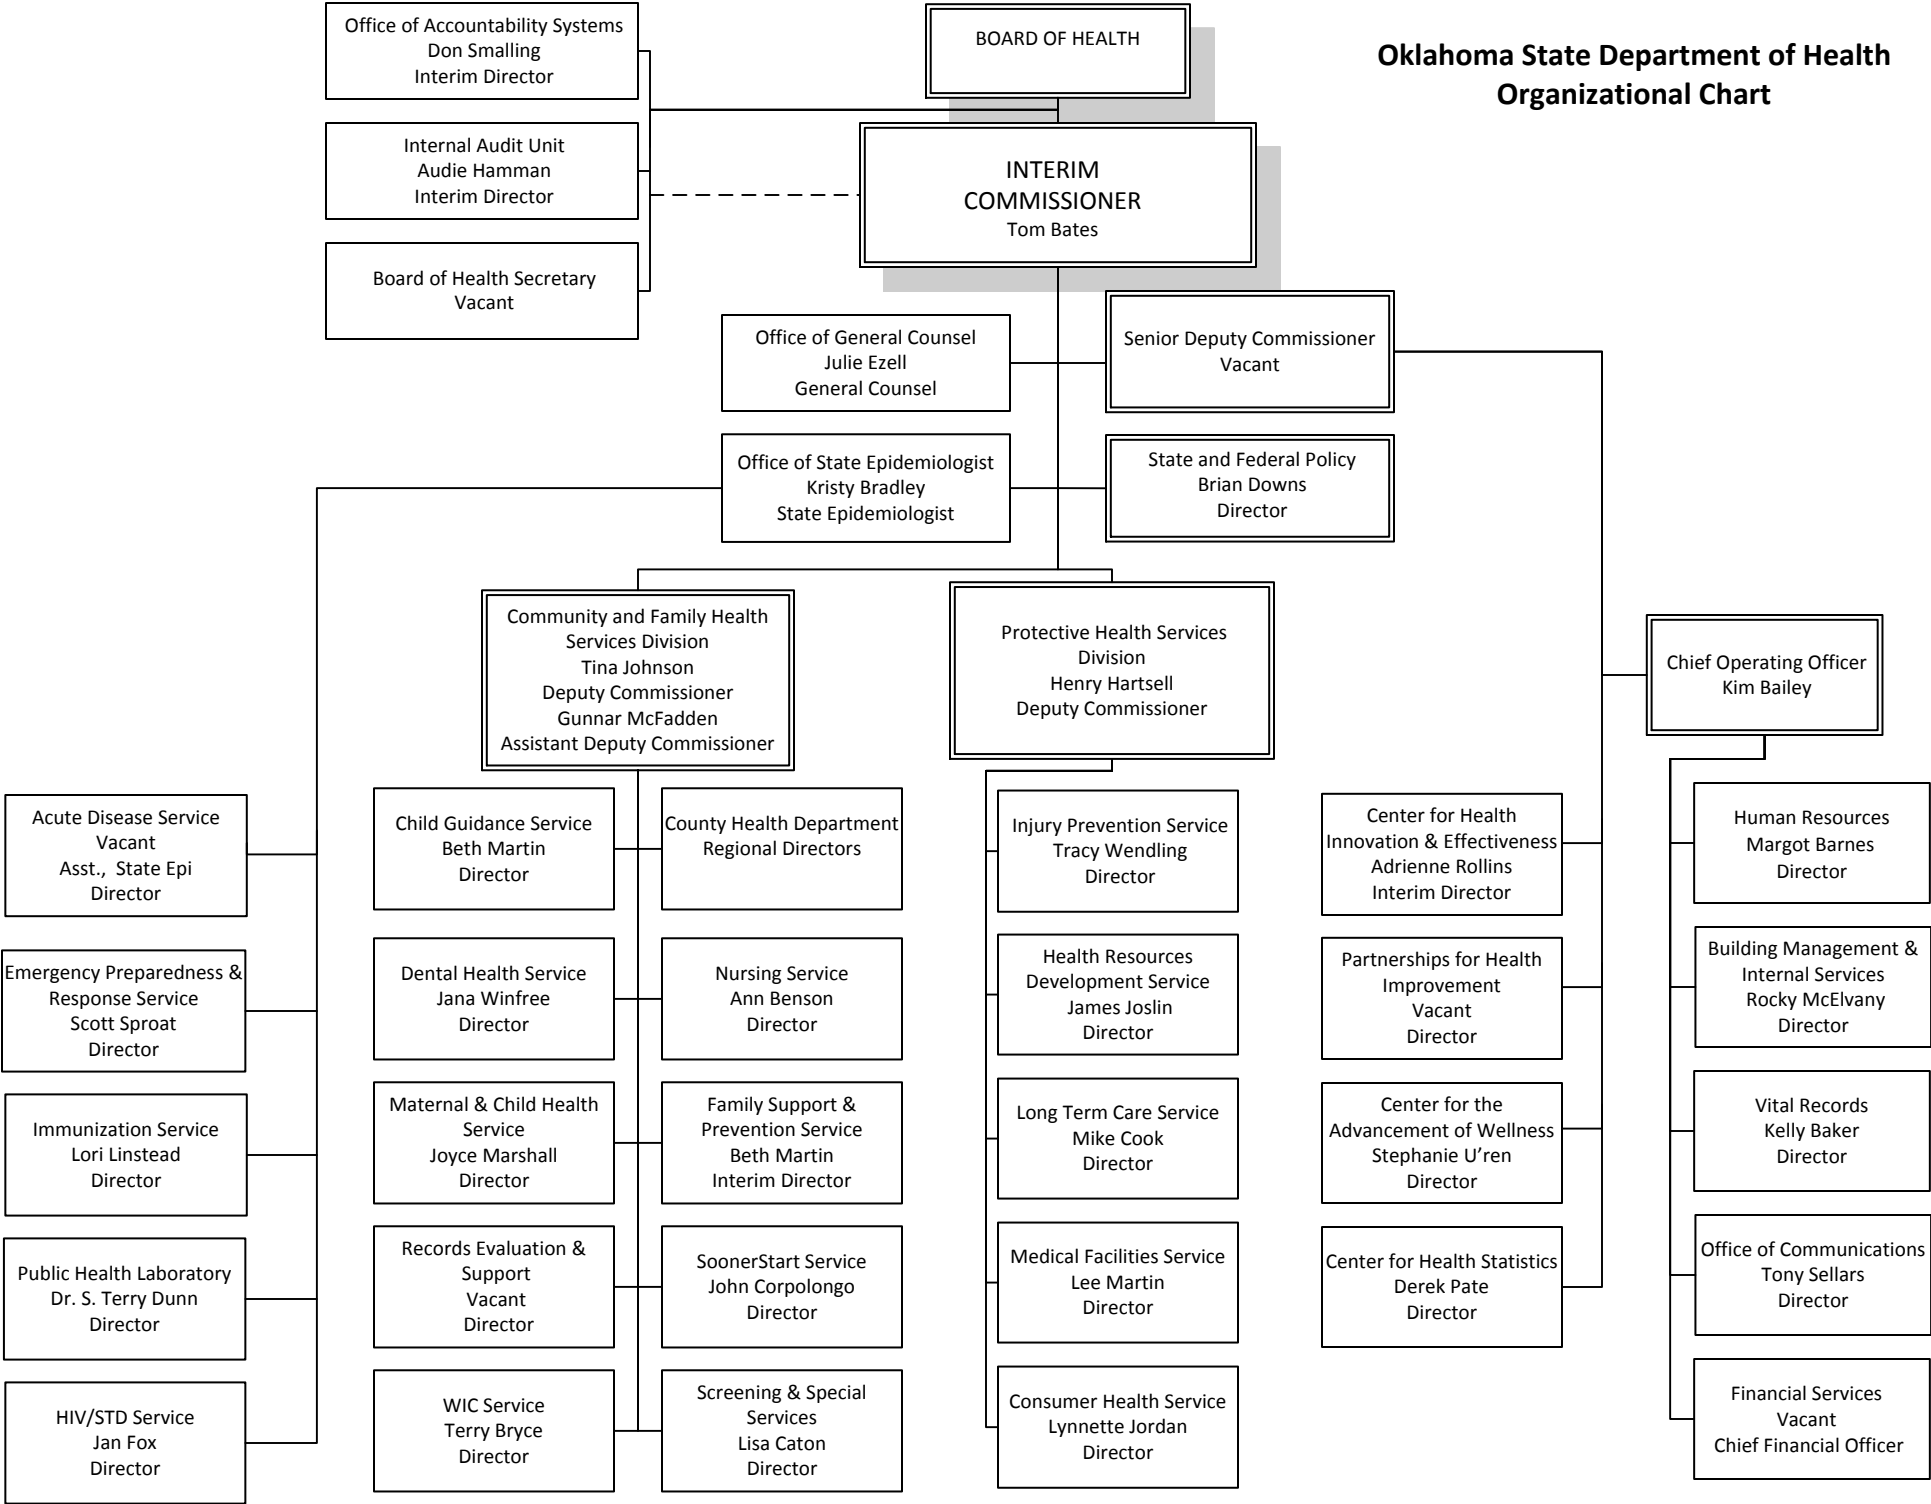 Oklahoma State Department of Health
Organizational Chart
BOARD OF HEALTH
Office of Accountability Systems
Don Smalling
Interim Director
Internal Audit Unit
Audie Hamman
Interim Director
Board of Health Secretary
Vacant
INTERIM
COMMISSIONER
Tom Bates
Office of General Counsel
Julie Ezell
General Counsel
Senior Deputy Commissioner
Vacant
Office of State Epidemiologist
Kristy Bradley
State Epidemiologist
State and Federal Policy
Brian Downs
Director
Community and Family Health
Services Division
Tina Johnson
Deputy Commissioner
Gunnar McFadden
Assistant Deputy Commissioner
Protective Health Services
Division
Henry Hartsell
Deputy Commissioner
Chief Operating Officer
Kim Bailey
Acute Disease Service
Vacant
Asst.,  State Epi
Director
Emergency Preparedness &
Response Service
Scott Sproat
Director
Immunization Service
Lori Linstead
Director
Public Health Laboratory
Dr. S. Terry Dunn
Director
HIV/STD Service
Jan Fox
Director
Child Guidance Service
Beth Martin
Director
Dental Health Service
Jana Winfree
Director
Maternal & Child Health
Service
Joyce Marshall
Director
Records Evaluation &
Support
Vacant
Director
WIC Service
Terry Bryce
Director
County Health Department
Regional Directors
Nursing Service
Ann Benson
Director
Family Support &
Prevention Service
Beth Martin
Interim Director
SoonerStart Service
John Corpolongo
Director
Screening & Special
Services
Lisa Caton
Director
Injury Prevention Service
Tracy Wendling
Director
Health Resources
Development Service
James Joslin
Director
Long Term Care Service
Mike Cook
Director
Medical Facilities Service
Lee Martin
Director
Consumer Health Service
Lynnette Jordan
Director
Center for Health
Innovation & Effectiveness
Adrienne Rollins
Interim Director
Partnerships for Health
Improvement
Vacant
Director
Center for the
Advancement of Wellness
Stephanie U’ren
Director
Center for Health Statistics
Derek Pate
Director
Human Resources
Margot Barnes
Director
Building Management &
Internal Services
Rocky McElvany
Director
Vital Records
Kelly Baker
Director
Office of Communications
Tony Sellars
Director
Financial Services
Vacant
Chief Financial Officer